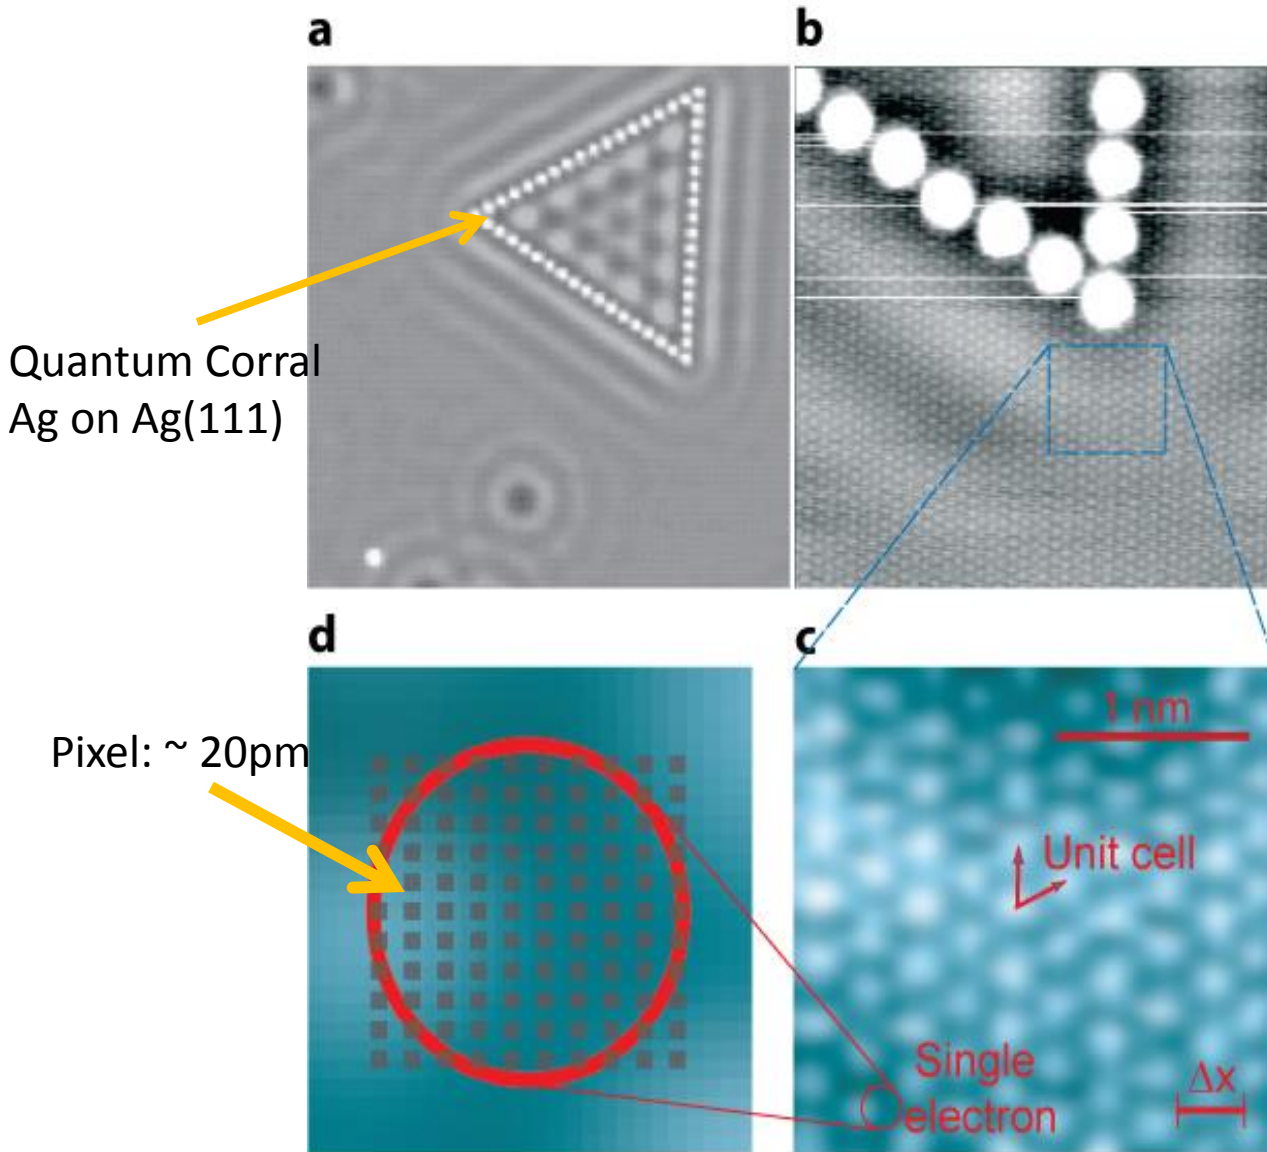 a
b
Quantum Corral
Ag on Ag(111)
d
c
Pixel: ~ 20pm
1 nm
Unit cell
Single
electron
Δx